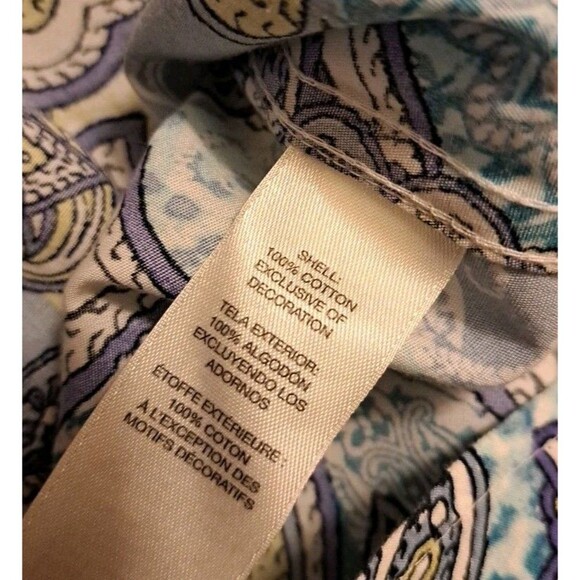 SHELL:
100% COTTON
EXCLUSIVE OF
DECORATION
TELA EXTERIOR:
100% ALGODÓN
EXCLUYENDO LOS
ADORNOS
ÉTOFFE EXTÉRIEURE :
100% COTON
À L'EXCEPTION DES
MOTIFS DÉCORATIFS